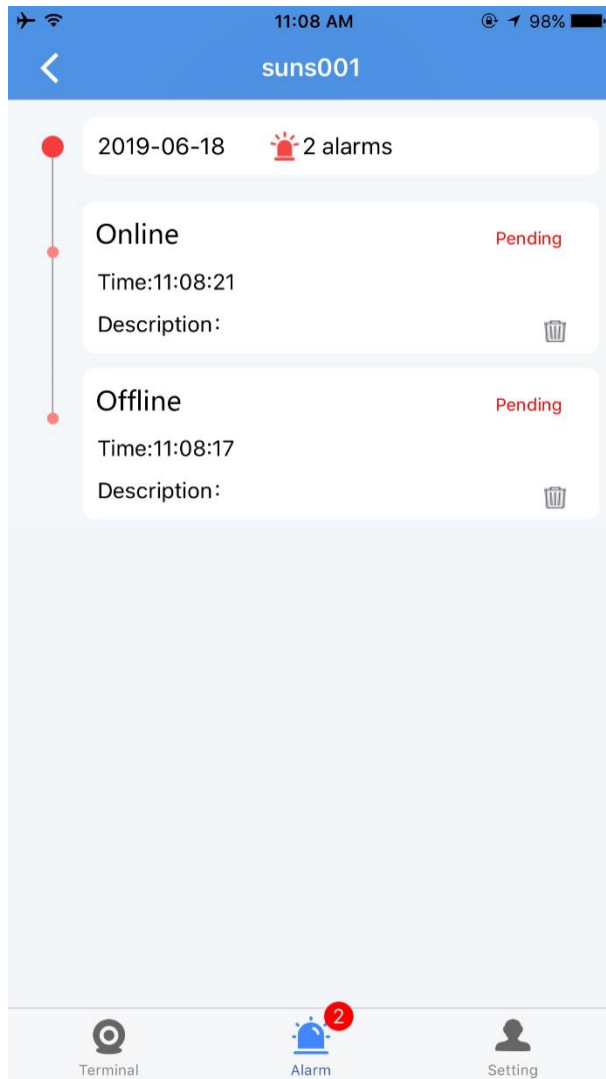 11:08 AM 98%
suns001
2019-06-18 2 alarms
Online Pending
Time:11:08:21
Description:
Offline Pending
Time:11:08:17
Description:
2
Terminal Alarm Setting